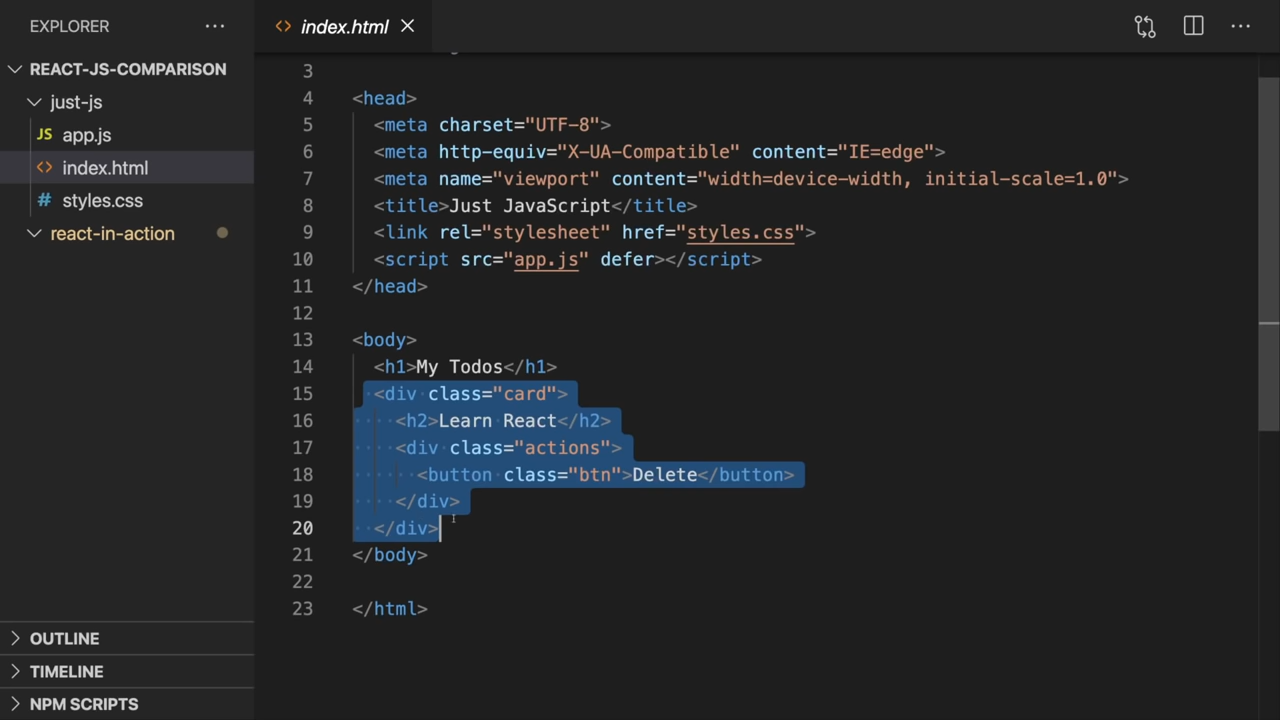 EXPLORER ···
index.html
REACT-JS-COMPARISON
just-js
JS app.js
<> index.html
# styles.css
react-in-action
OUTLINE
TIMELINE
NPM SCRIPTS
3
4 <head>
5 <meta charset="UTF-8">
6 <meta http-equiv="X-UA-Compatible" content="IE=edge">
7 <meta name="viewport" content="width=device-width, initial-scale=1.0">
8 <title>Just JavaScript</title>
9 <link rel="stylesheet" href="styles.css">
10 <script src="app.js" defer></script>
11 </head>
12
13 <body>
14 <h1>My Todos</h1>
15 <div class="card">
16 <h2>Learn React</h2>
17 <div class="actions">
18 <button class="btn">Delete</button>
19 </div>
20 </div>
21 </body>
22
23 </html>